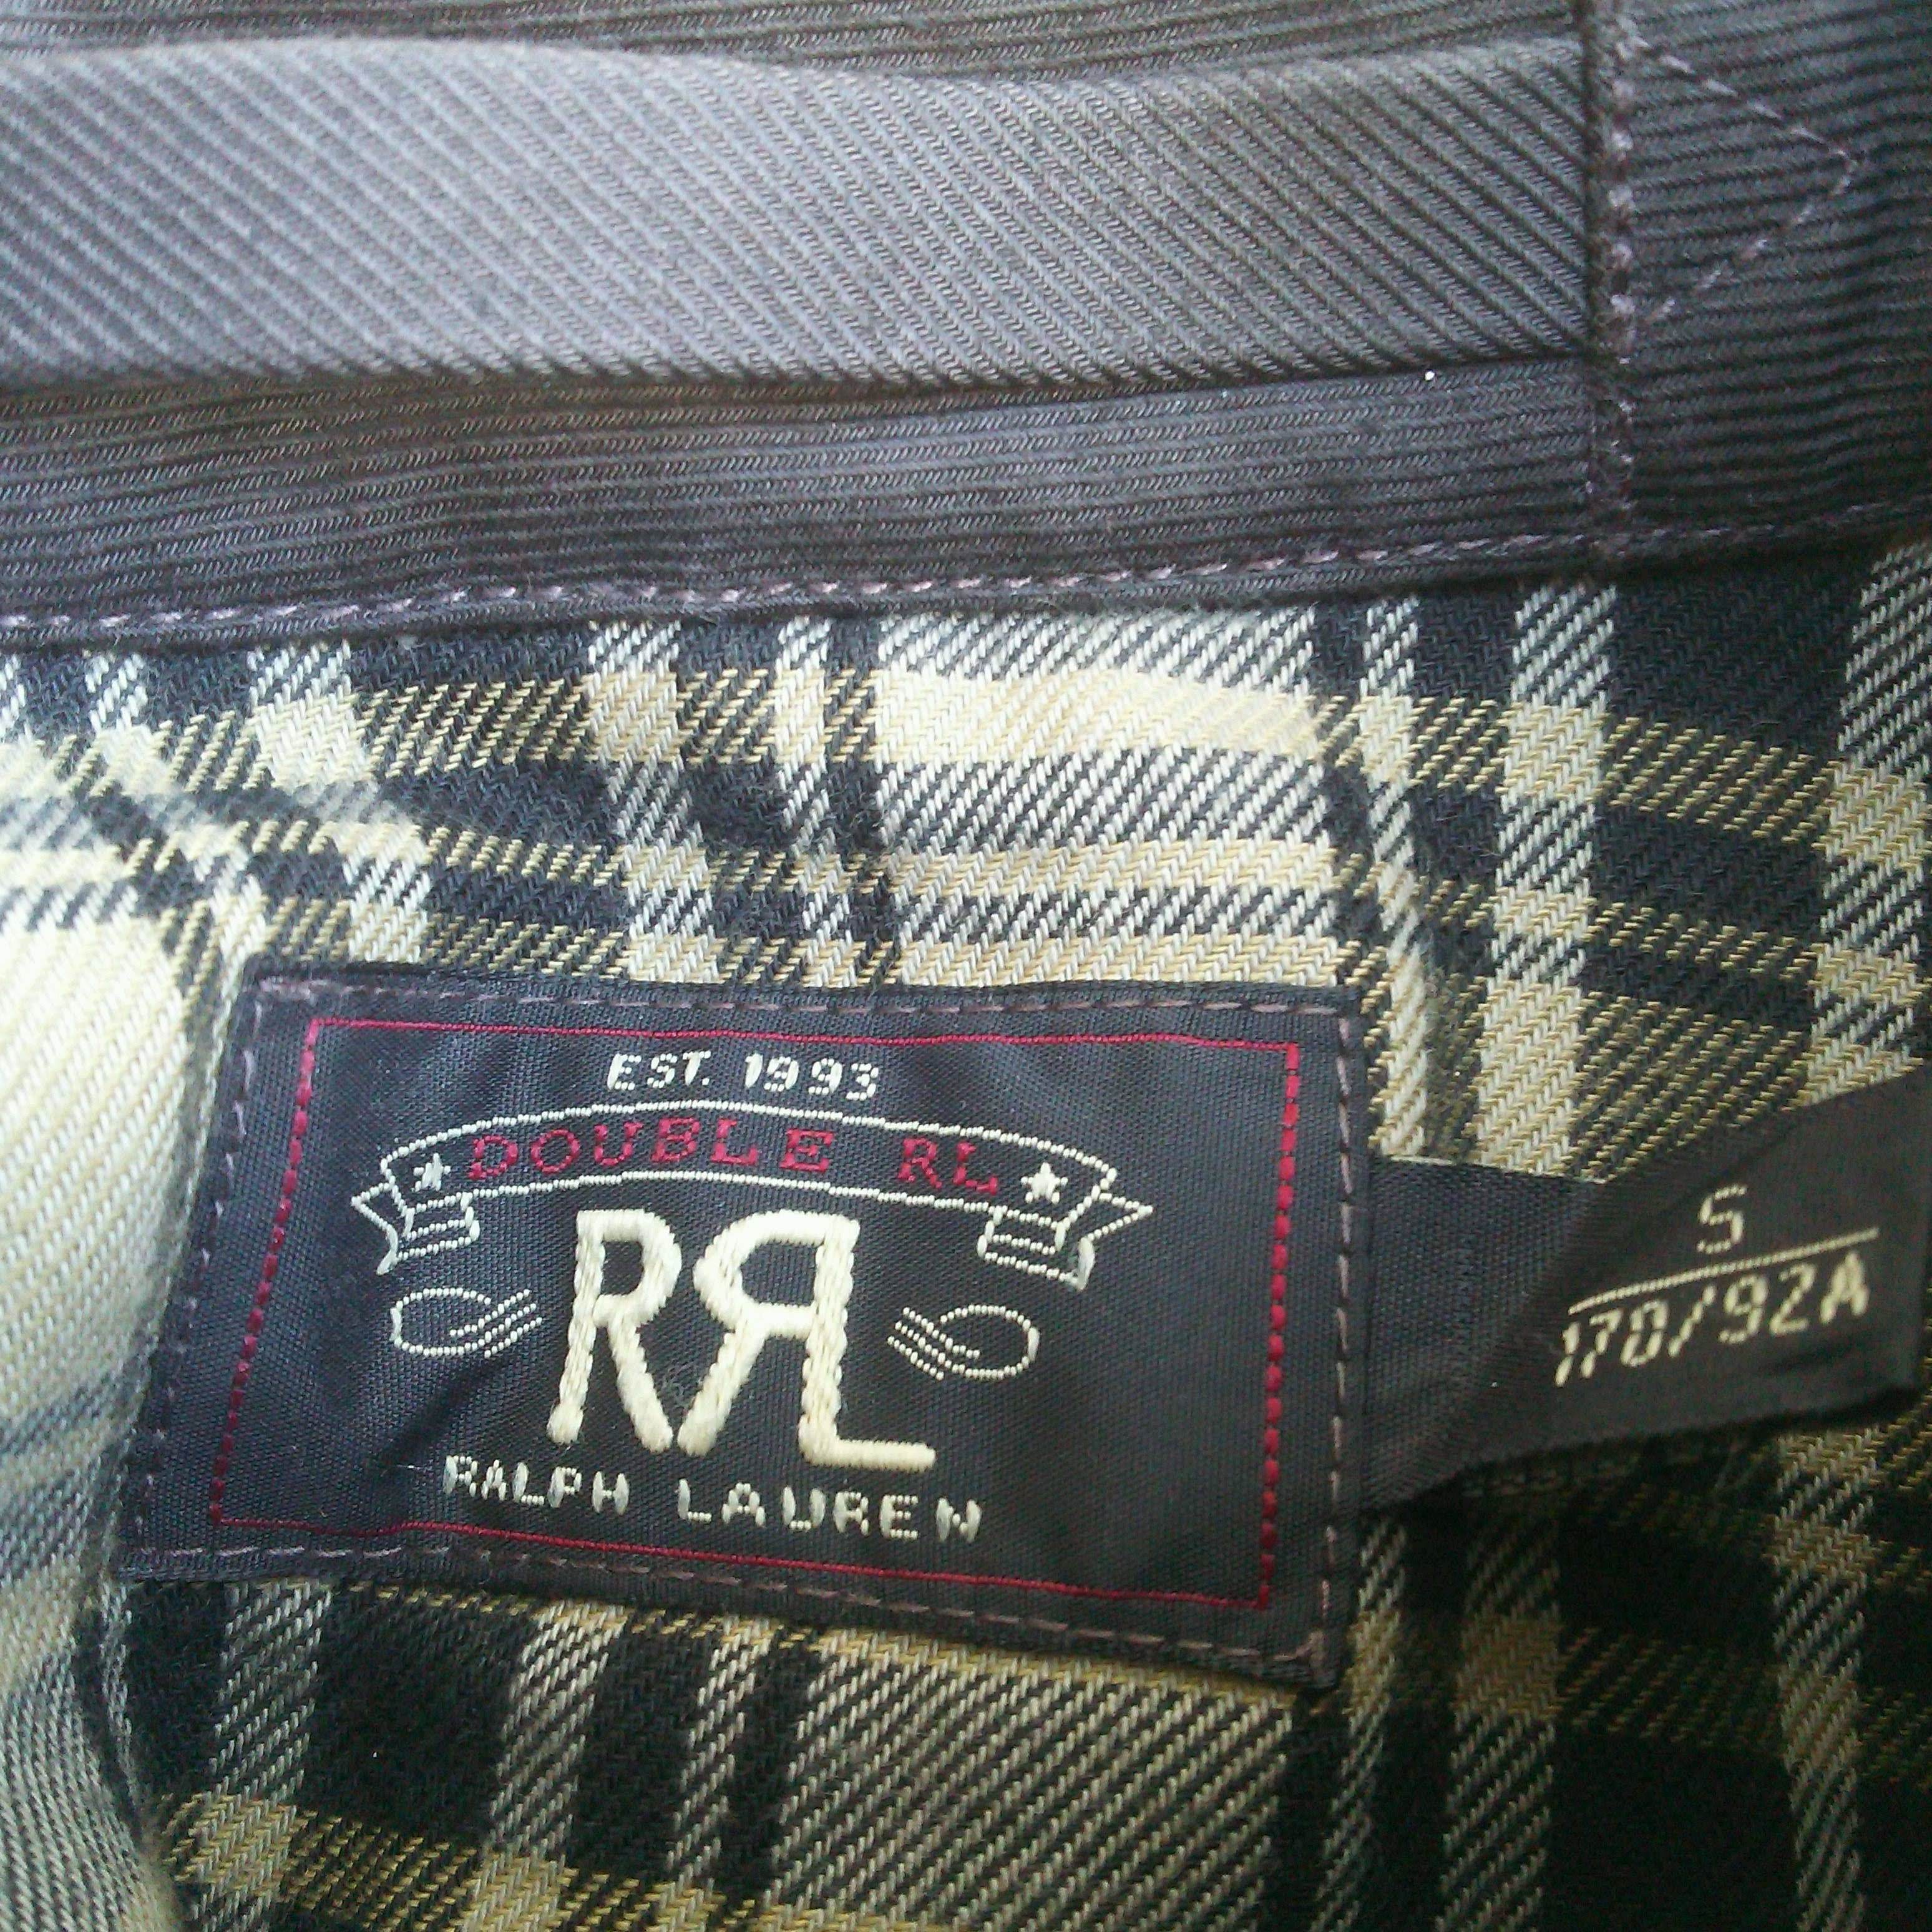 EST. 1993
DOUBLE RL
RRL
RALPH LAUREN
S
170/92A